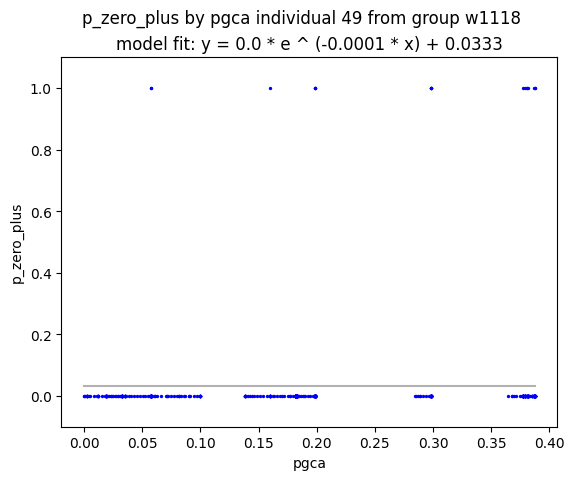 p_zero_plus by pgca individual 49 from group w1118
model fit: y = 0.0 * e ^ (-0.0001 * x) + 0.0333
1.0
0.8
0.6
0.4
0.2
0.0
p_zero_plus
0.00 0.05 0.10 0.15 0.20 0.25 0.30 0.35 0.40
pgca